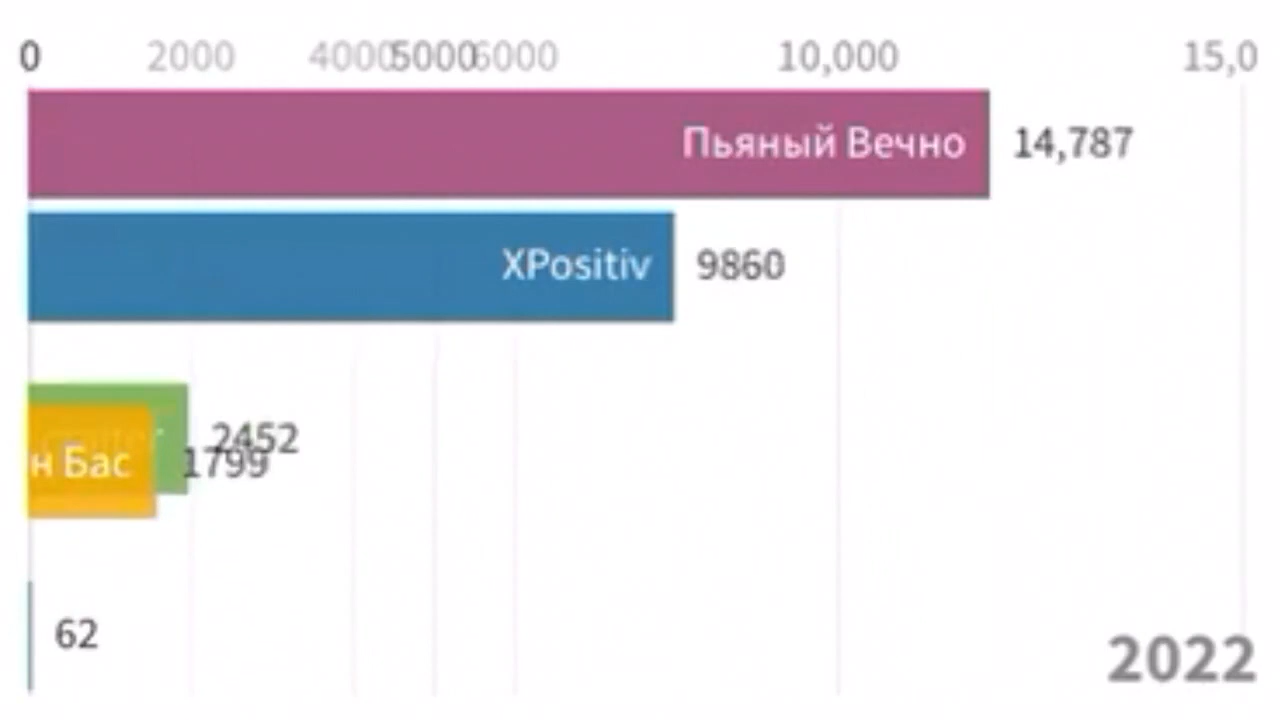 0 2000 4000 5000 6000 10,000 15,0
Пьяный Вечно 14,787
XPositiv 9860
2452
н Бас 1799
62
2022